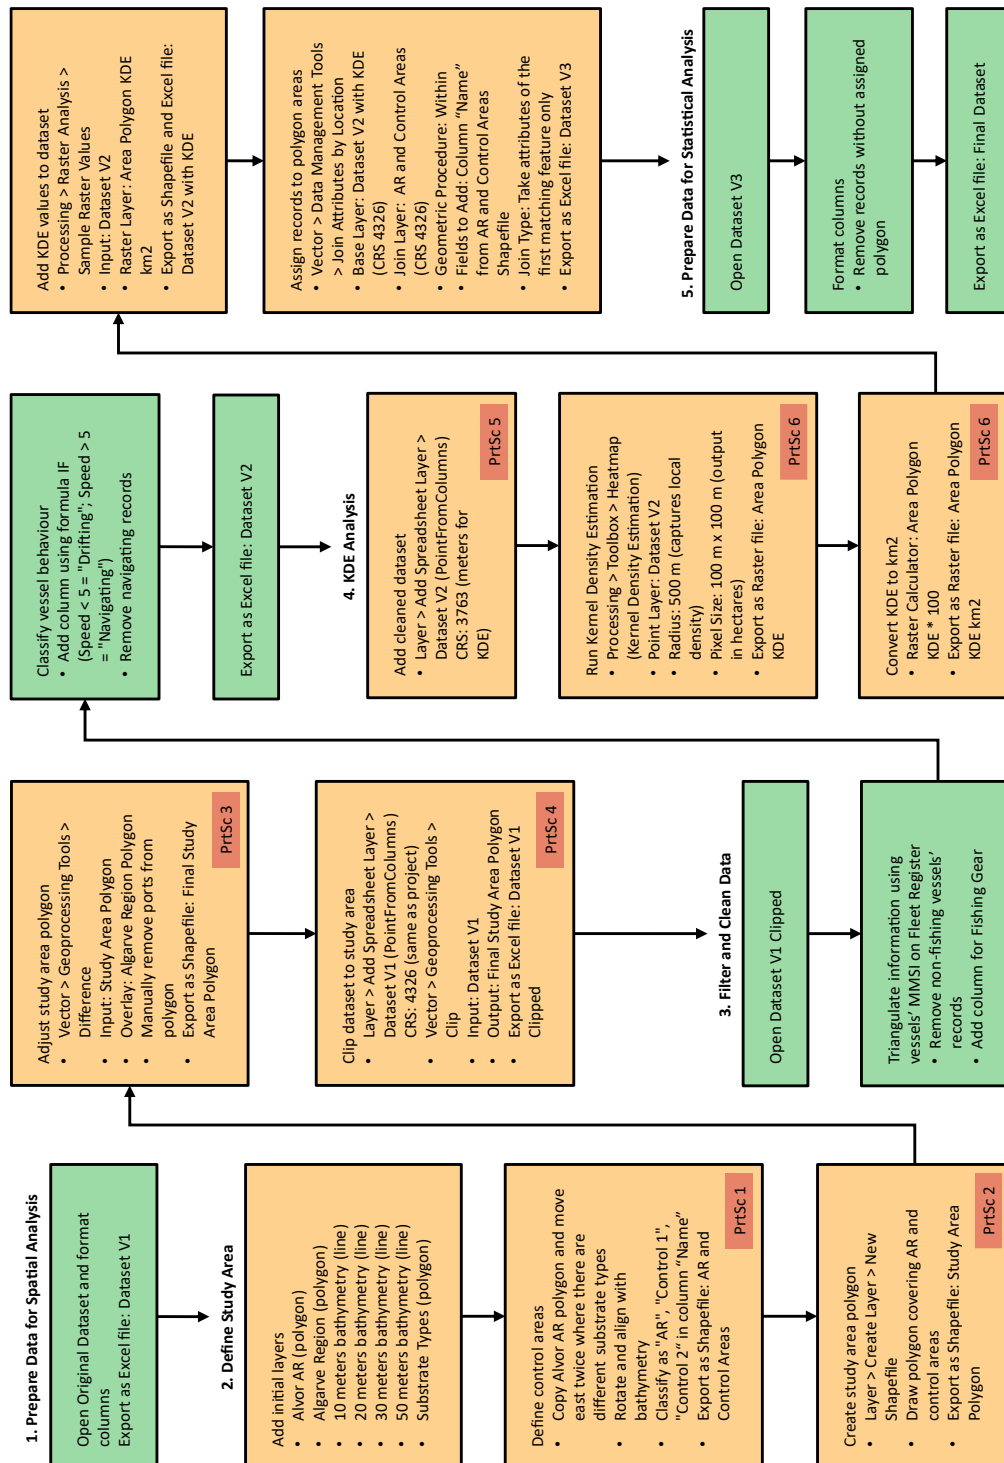 1. Prepare Data for Spatial Analysis
Open Original Dataset and format
columns
Export as Excel file: Dataset V1
2. Define Study Area
Add initial layers
• Alvor AR (polygon)
• Algarve Region (polygon)
• 10 meters bathymetry (line)
• 20 meters bathymetry (line)
• 30 meters bathymetry (line)
• 50 meters bathymetry (line)
• Substrate Types (polygon)
Define control areas
• Copy Alvor AR polygon and move
east twice where there are
different substrate types
• Rotate and align with
bathymetry
• Classify as "AR", "Control 1",
"Control 2" in column "Name"
• Export as Shapefile: AR and
Control Areas
PrtSc 1
Create study area polygon
• Layer > Create Layer > New
Shapefile
• Draw polygon covering AR and
control areas
• Export as Shapefile: Study Area
Polygon
PrtSc 2
Adjust study area polygon
• Vector > Geoprocessing Tools >
Difference
• Input: Study Area Polygon
• Overlay: Algarve Region Polygon
• Manually remove ports from
polygon
• Export as Shapefile: Final Study
Area Polygon
PrtSc 3
Clip dataset to study area
• Layer > Add Spreadsheet Layer >
Dataset V1 (PointFromColumns)
CRS: 4326 (same as project)
• Vector > Geoprocessing Tools >
Clip
• Input: Dataset V1
• Output: Final Study Area Polygon
• Export as Excel file: Dataset V1
Clipped
PrtSc 4
3. Filter and Clean Data
Open Dataset V1 Clipped
Triangulate information using
vessels' MMSI on Fleet Register
• Remove non-fishing vessels'
records
• Add column for Fishing Gear
Classify vessel behaviour
• Add column using formula IF
(Speed < 5 = "Drifting"; Speed > 5
= "Navigating")
• Remove navigating records
Export as Excel file: Dataset V2
4. KDE Analysis
Add cleaned dataset
• Layer > Add Spreadsheet Layer >
Dataset V2 (PointFromColumns)
CRS: 3763 (meters for
KDE)
PrtSc 5
Run Kernel Density Estimation
• Processing > Toolbox > Heatmap
(Kernel Density Estimation)
• Point Layer: Dataset V2
• Radius: 500 m (captures local
density)
• Pixel Size: 100 m x 100 m (output
in hectares)
• Export as Raster file: Area Polygon
KDE
PrtSc 6
Convert KDE to km2
• Raster Calculator: Area Polygon
KDE * 100
• Export as Raster file: Area Polygon
KDE km2
PrtSc 6
Add KDE values to dataset
• Processing > Raster Analysis >
Sample Raster Values
• Input: Dataset V2
• Raster Layer: Area Polygon KDE
km2
• Export as Shapefile and Excel file:
Dataset V2 with KDE
Assign records to polygon areas
• Vector > Data Management Tools
> Join Attributes by Location
• Base Layer: Dataset V2 with KDE
(CRS 4326)
• Join Layer: AR and Control Areas
(CRS 4326)
• Geometric Procedure: Within
• Fields to Add: Column "Name"
from AR and Control Areas
Shapefile
• Join Type: Take attributes of the
first matching feature only
• Export as Excel file: Dataset V3
5. Prepare Data for Statistical Analysis
Open Dataset V3
Format columns
• Remove records without assigned
polygon
Export as Excel file: Final Dataset